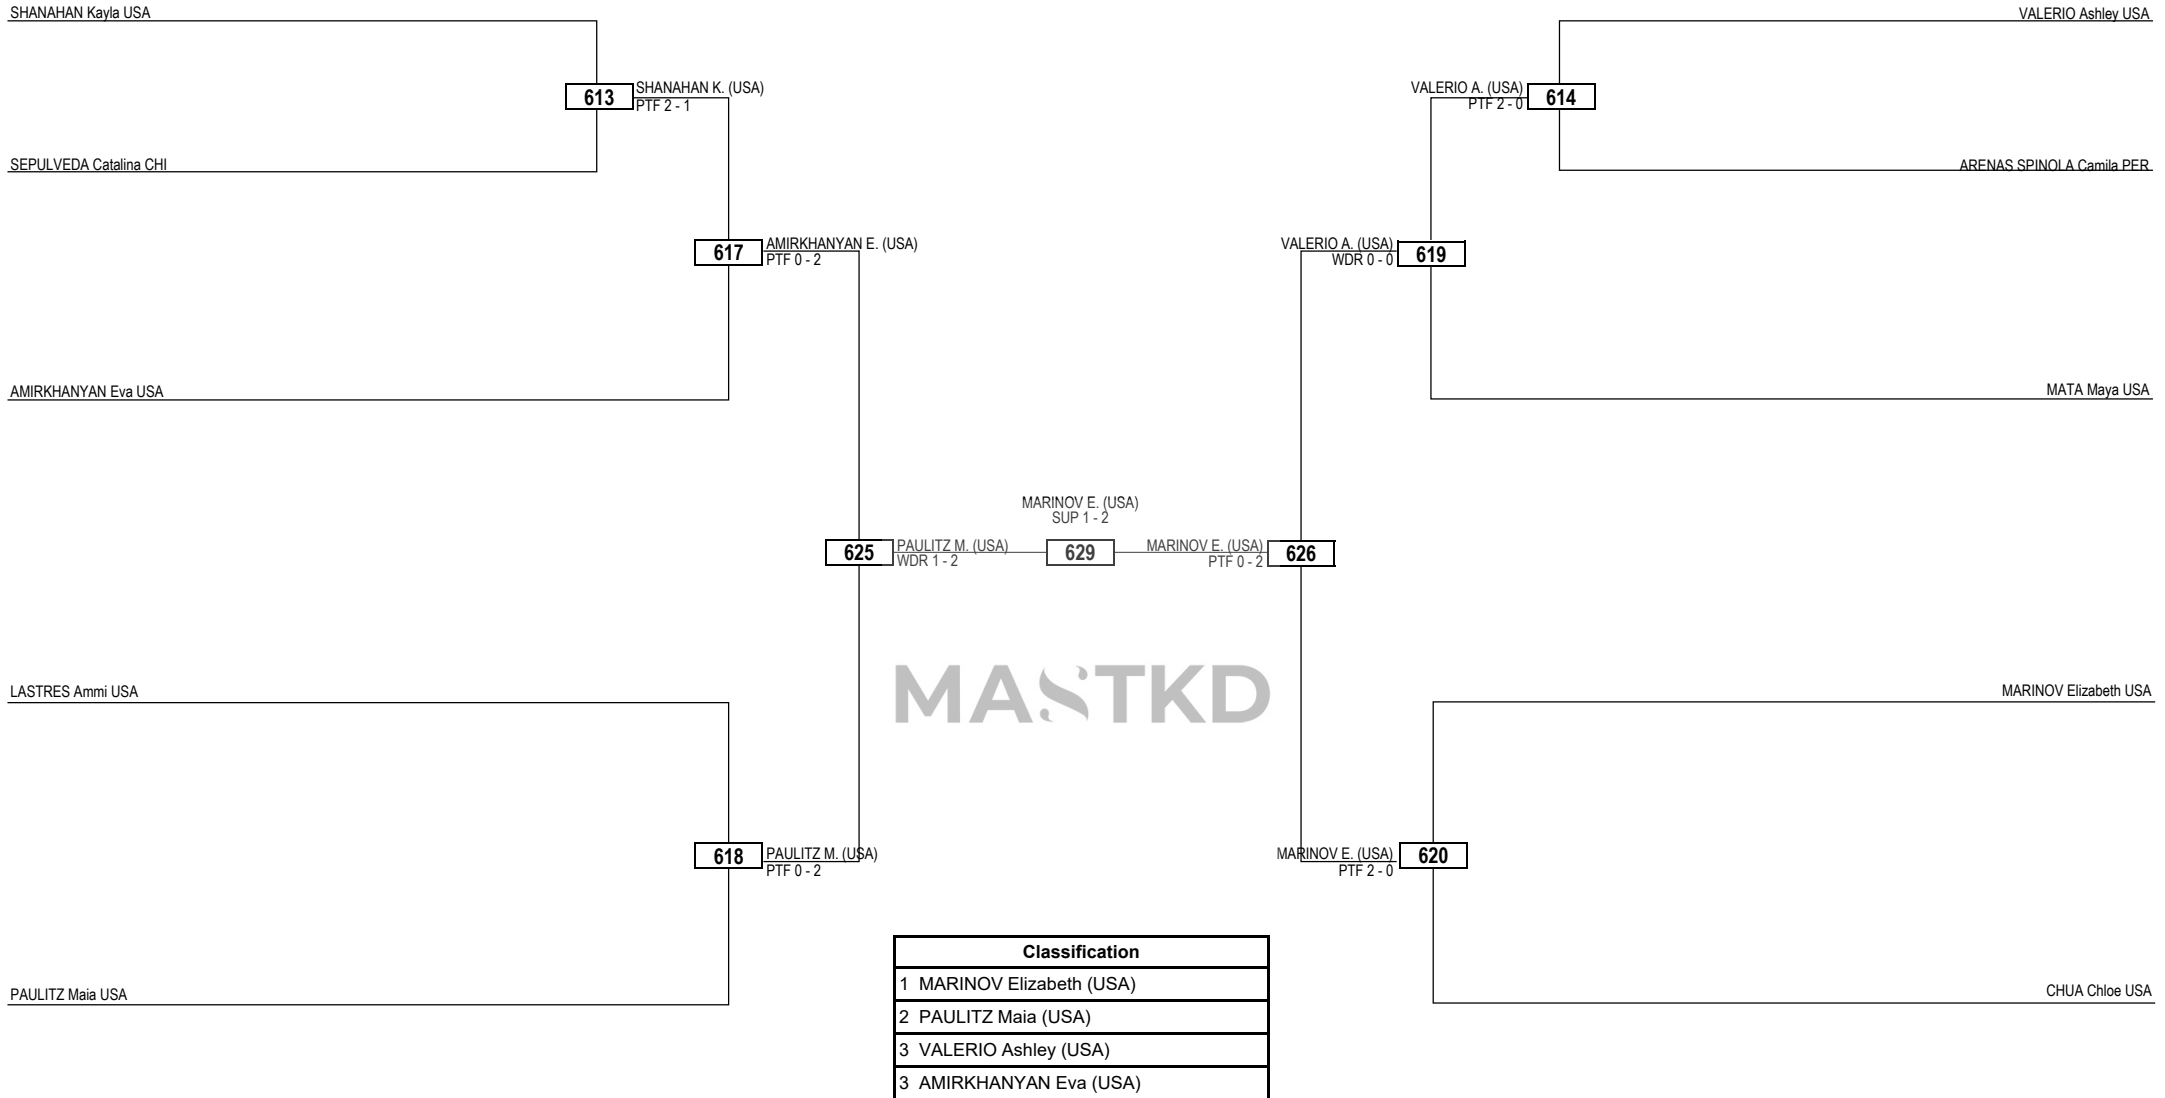 SHANAHAN Kayla USA
VALERIO Ashley USA
613
SHANAHAN K. (USA)
PTF 2 - 1
VALERIO A. (USA)
PTF 2 - 0
614
SEPULVEDA Catalina CHI
ARENAS SPINOLA Camila PER
617
AMIRKHANYAN E. (USA)
PTF 0 - 2
VALERIO A. (USA)
WDR 0 - 0
619
AMIRKHANYAN Eva USA
MATA Maya USA
MARINOV E. (USA)
SUP 1 - 2
625
PAULITZ M. (USA)
WDR 1 - 2
629
MARINOV E. (USA)
PTF 0 - 2
626
MASTKD
LASTRES Ammi USA
MARINOV Elizabeth USA
618
PAULITZ M. (USA)
PTF 0 - 2
MARINOV E. (USA)
PTF 2 - 0
620
PAULITZ Maia USA
CHUA Chloe USA
Classification
1 MARINOV Elizabeth (USA)
2 PAULITZ Maia (USA)
3 VALERIO Ashley (USA)
3 AMIRKHANYAN Eva (USA)